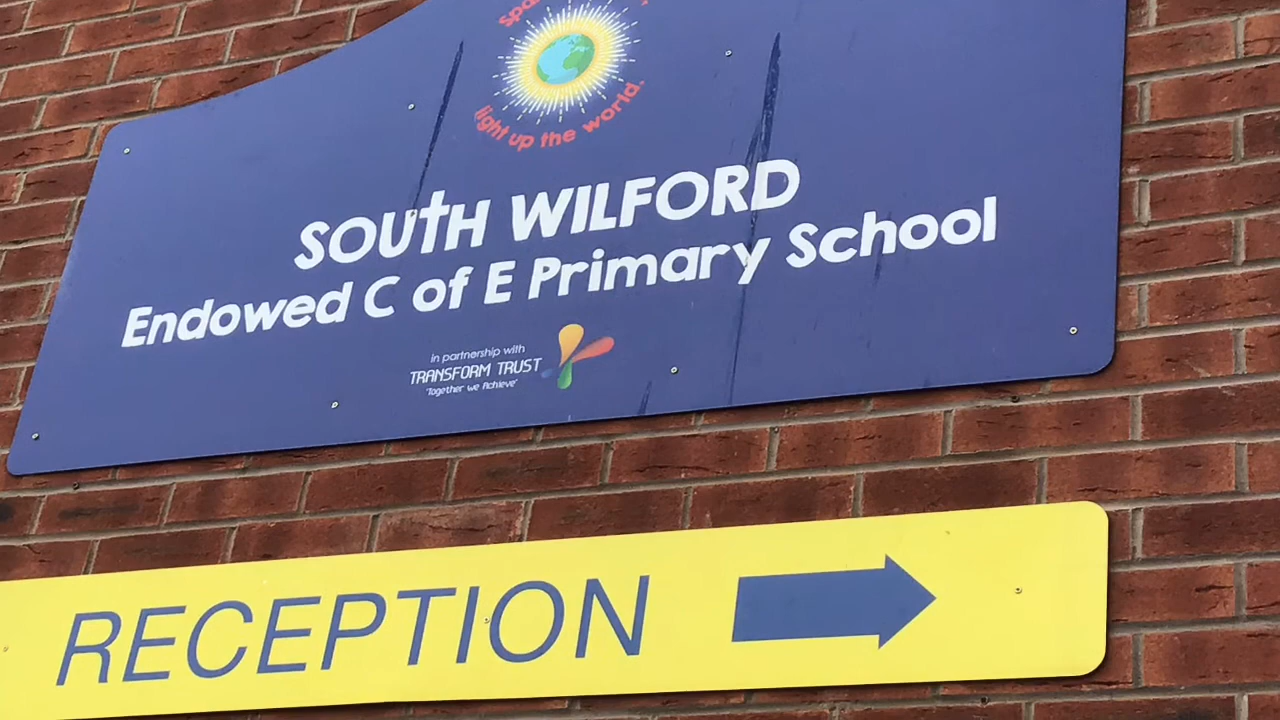 light up the world.
SOUTH WILFORD
Endowed C of E Primary School
in partnership with
TRANSFORM TRUST
"Together we Achieve"
RECEPTION